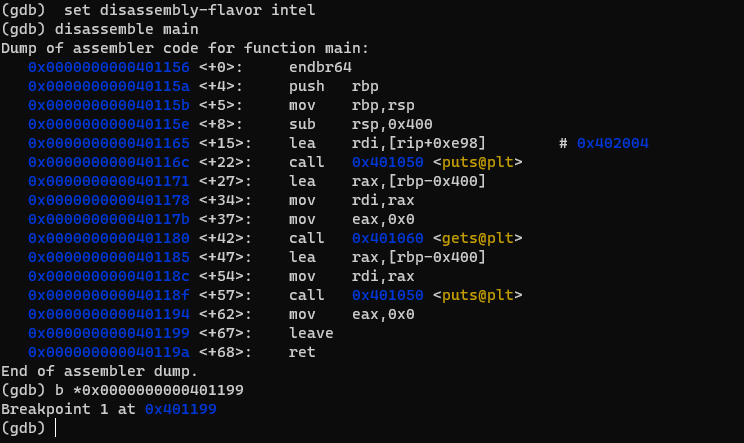 (gdb)  set disassembly-flavor intel
(gdb) disassemble main
Dump of assembler code for function main:
   0x0000000000401156 <+0>:     endbr64
   0x000000000040115a <+4>:     push   rbp
   0x000000000040115b <+5>:     mov    rbp,rsp
   0x000000000040115e <+8>:     sub    rsp,0x400
   0x0000000000401165 <+15>:    lea    rdi,[rip+0xe98]        # 0x402004
   0x000000000040116c <+22>:    call   0x401050 <puts@plt>
   0x0000000000401171 <+27>:    lea    rax,[rbp-0x400]
   0x0000000000401178 <+34>:    mov    rdi,rax
   0x000000000040117b <+37>:    mov    eax,0x0
   0x0000000000401180 <+42>:    call   0x401060 <gets@plt>
   0x0000000000401185 <+47>:    lea    rax,[rbp-0x400]
   0x000000000040118c <+54>:    mov    rdi,rax
   0x000000000040118f <+57>:    call   0x401050 <puts@plt>
   0x0000000000401194 <+62>:    mov    eax,0x0
   0x0000000000401199 <+67>:    leave
   0x000000000040119a <+68>:    ret
End of assembler dump.
(gdb) b *0x0000000000401199
Breakpoint 1 at 0x401199
(gdb)